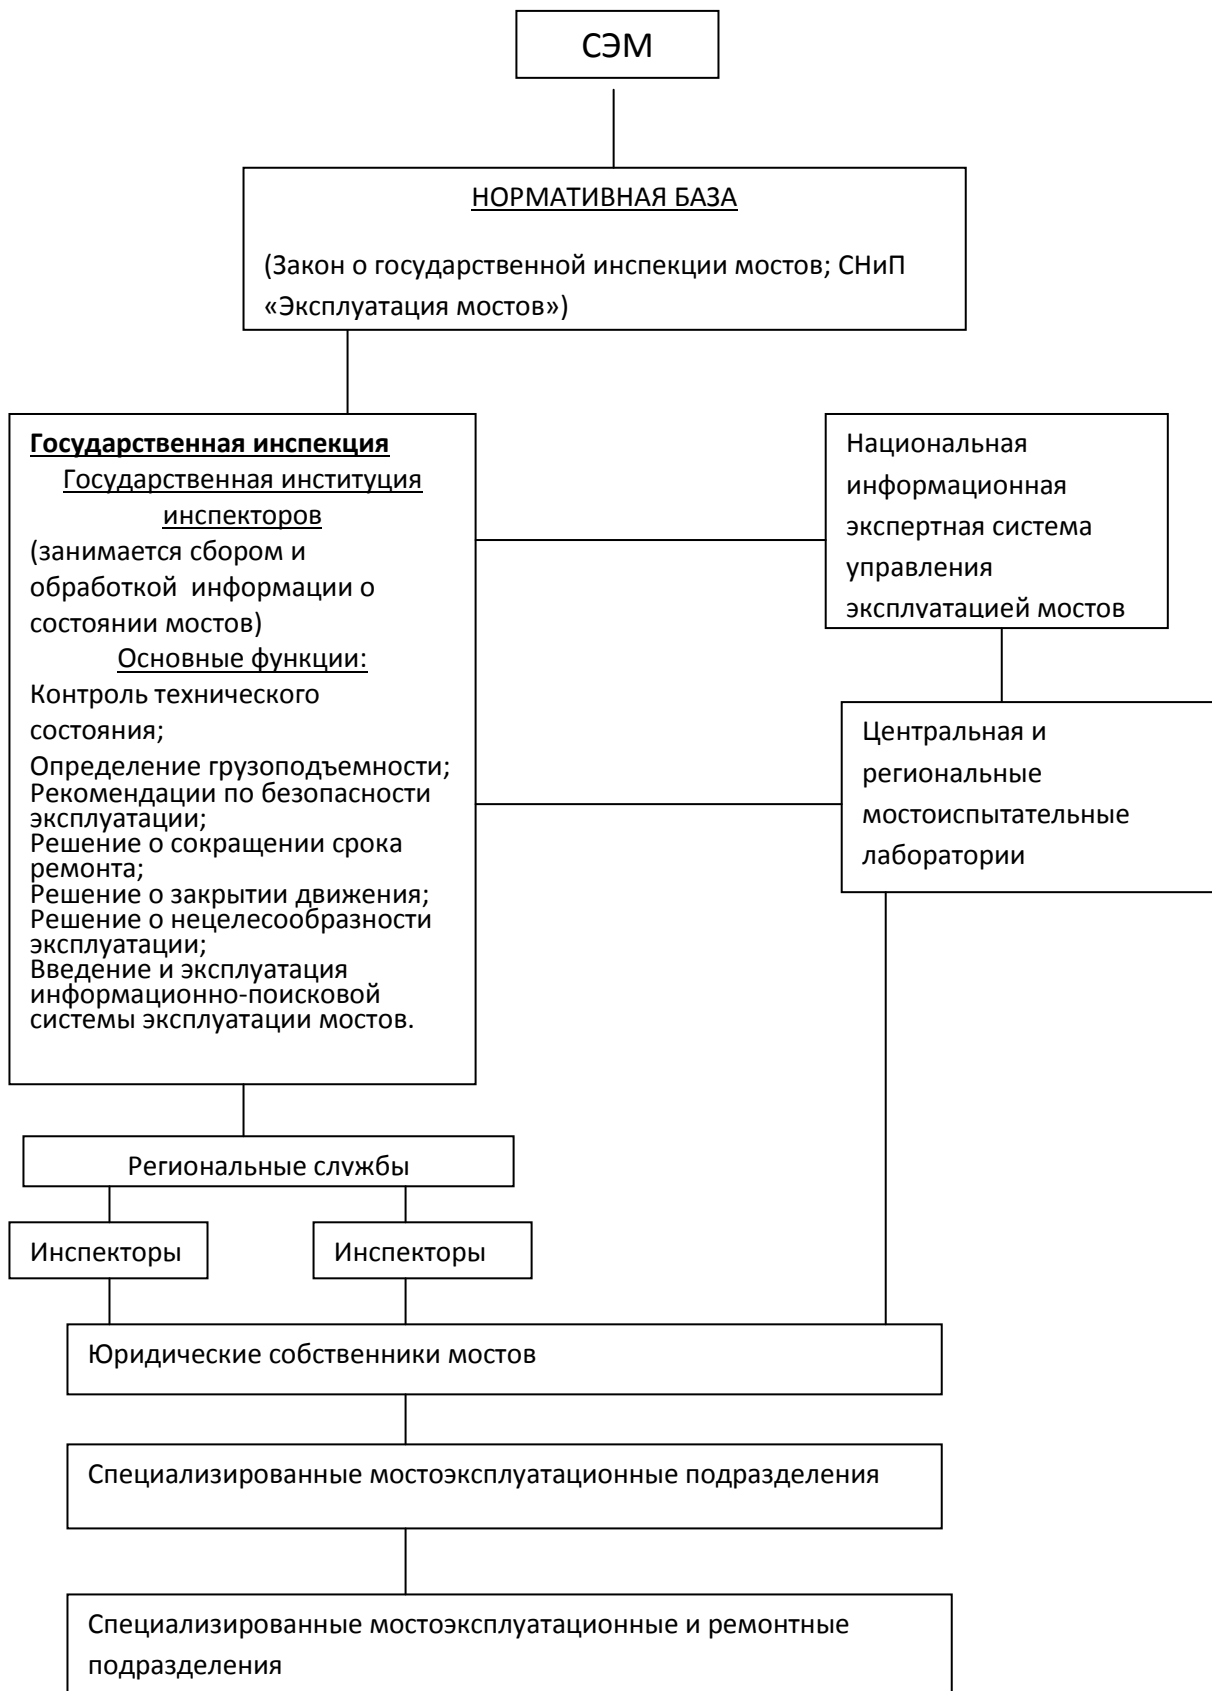 СЭМ
НОРМАТИВНАЯ БАЗА
(Закон о государственной инспекции мостов; СНиП
«Эксплуатация мостов»)
Государственная инспекция
Государственная институция
инспекторов
(занимается сбором и
обработкой информации о
состоянии мостов)
Основные функции:
Контроль технического
состояния;
Определение грузоподъемности;
Рекомендации по безопасности
эксплуатации;
Решение о сокращении срока
ремонта;
Решение о закрытии движения;
Решение о нецелесообразности
эксплуатации;
Введение и эксплуатация
информационно-поисковой
системы эксплуатации мостов.
Национальная
информационная
экспертная система
управления
эксплуатацией мостов
Центральная и
региональные
мостоиспытательные
лаборатории
Региональные службы
Инспекторы
Инспекторы
Юридические собственники мостов
Специализированные мостоэксплуатационные подразделения
Специализированные мостоэксплуатационные и ремонтные
подразделения